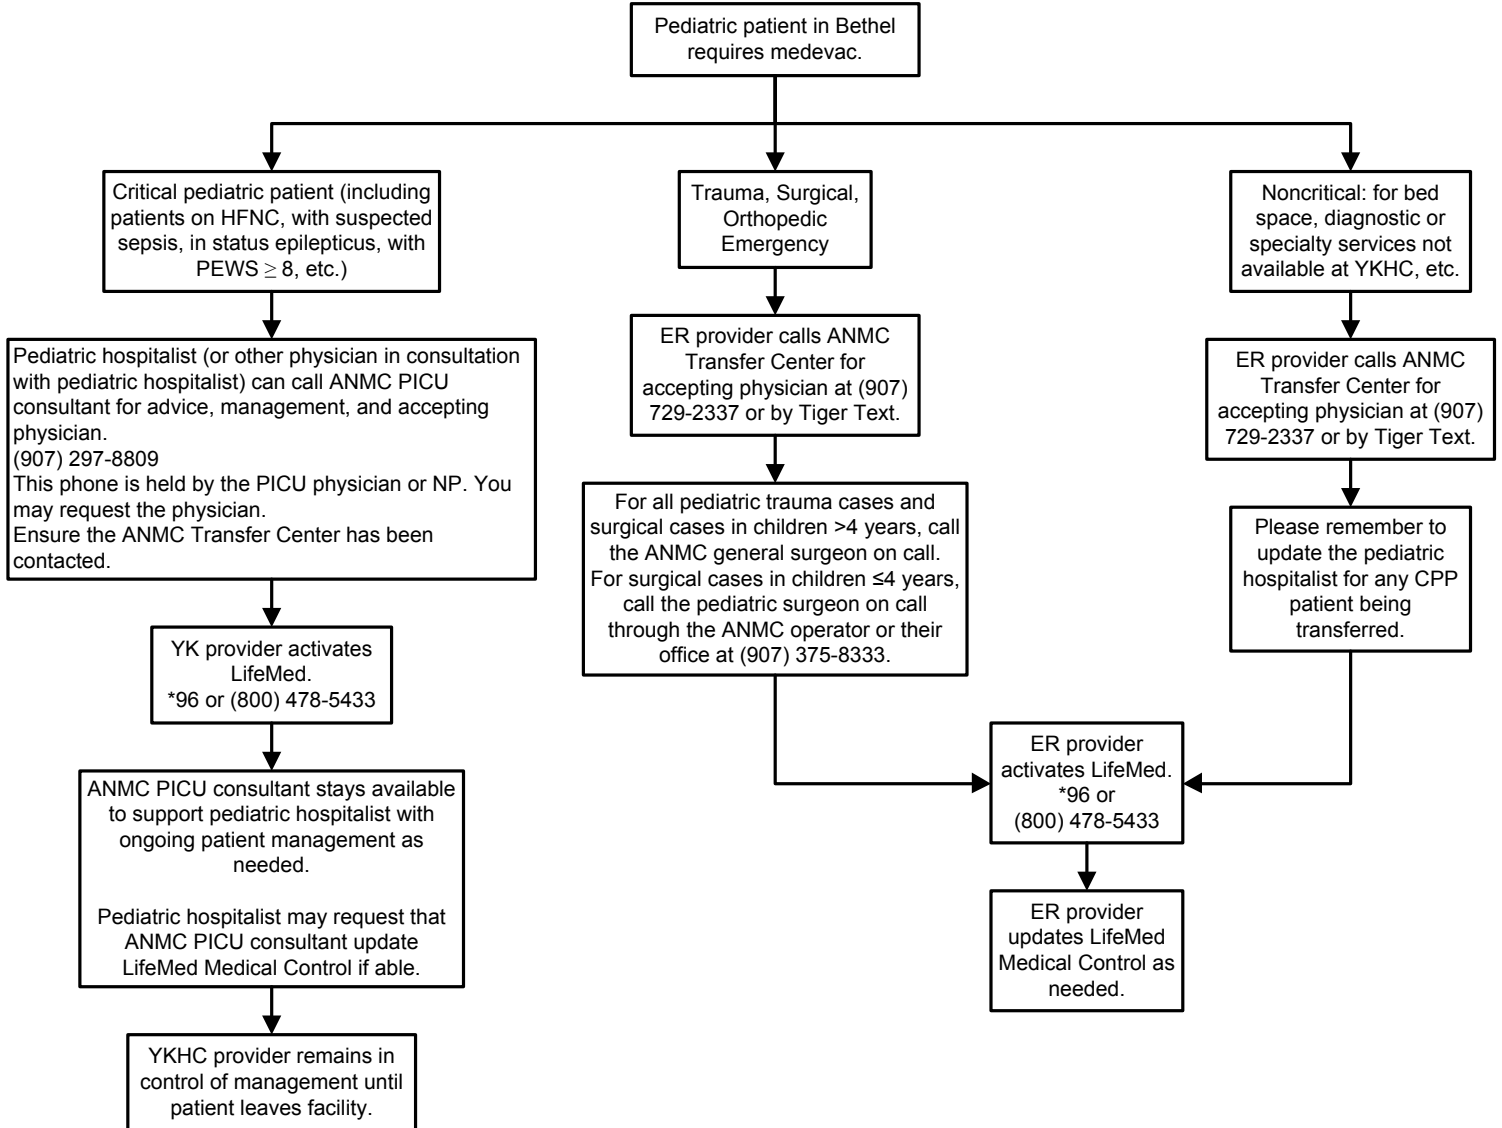 Pediatric patient in Bethel
requires medevac.
Critical pediatric patient (including
patients on HFNC, with suspected
sepsis, in status epilepticus, with
PEWS ≥ 8, etc.)
Pediatric hospitalist (or other physician in consultation
with pediatric hospitalist) can call ANMC PICU
consultant for advice, management, and accepting
physician.
(907) 297-8809
This phone is held by the PICU physician or NP. You
may request the physician.
Ensure the ANMC Transfer Center has been
contacted.
YK provider activates
LifeMed.
*96 or (800) 478-5433
ANMC PICU consultant stays available
to support pediatric hospitalist with
ongoing patient management as
needed.
Pediatric hospitalist may request that
ANMC PICU consultant update
LifeMed Medical Control if able.
YKHC provider remains in
control of management until
patient leaves facility.
Trauma, Surgical,
Orthopedic
Emergency
ER provider calls ANMC
Transfer Center for
accepting physician at (907)
729-2337 or by Tiger Text.
For all pediatric trauma cases and
surgical cases in children >4 years, call
the ANMC general surgeon on call.
For surgical cases in children ≤4 years,
call the pediatric surgeon on call
through the ANMC operator or their
office at (907) 375-8333.
Noncritical: for bed
space, diagnostic or
specialty services not
available at YKHC, etc.
ER provider calls ANMC
Transfer Center for
accepting physician at (907)
729-2337 or by Tiger Text.
Please remember to
update the pediatric
hospitalist for any CPP
patient being
transferred.
ER provider
activates LifeMed.
*96 or
(800) 478-5433
ER provider
updates LifeMed
Medical Control as
needed.